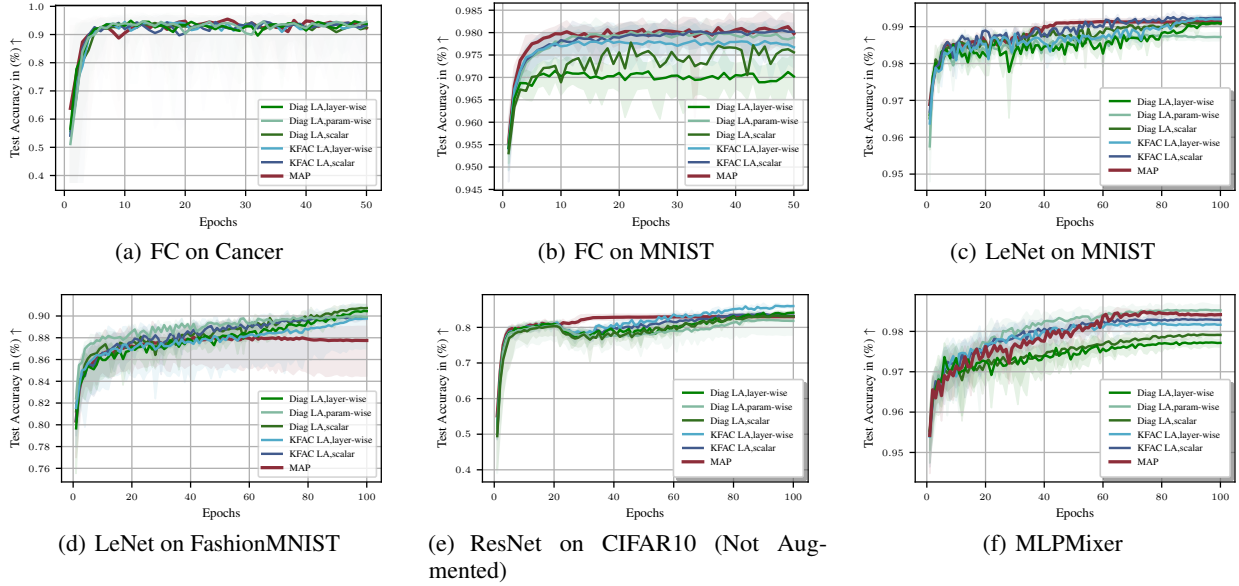 Test Accuracy in (%) ↑
1.0
0.9
0.8
0.7
0.6
0.5
0.4
Diag LA,layer-wise
Diag LA,param-wise
Diag LA,scalar
KFAC LA,layer-wise
KFAC LA,scalar
MAP
0 10 20 30 40 50
Epochs
(a) FC on Cancer
Test Accuracy in (%) ↑
0.985
0.980
0.975
0.970
0.965
0.960
0.955
0.950
0.945
Diag LA,layer-wise
Diag LA,param-wise
Diag LA,scalar
KFAC LA,layer-wise
KFAC LA,scalar
MAP
0 10 20 30 40 50
Epochs
(b) FC on MNIST
Test Accuracy in (%) ↑
0.99
0.98
0.97
0.96
0.95
Diag LA,layer-wise
Diag LA,param-wise
Diag LA,scalar
KFAC LA,layer-wise
KFAC LA,scalar
MAP
0 20 40 60 80 100
Epochs
(c) LeNet on MNIST
Test Accuracy in (%) ↑
0.90
0.88
0.86
0.84
0.82
0.80
0.78
0.76
Diag LA,layer-wise
Diag LA,param-wise
Diag LA,scalar
KFAC LA,layer-wise
KFAC LA,scalar
MAP
0 20 40 60 80 100
Epochs
(d) LeNet on FashionMNIST
Test Accuracy in (%) ↑
0.8
0.7
0.6
0.5
0.4
Diag LA,layer-wise
Diag LA,param-wise
Diag LA,scalar
KFAC LA,layer-wise
KFAC LA,scalar
MAP
0 20 40 60 80 100
Epochs
(e) ResNet on CIFAR10 (Not Aug-
mented)
Test Accuracy in (%) ↑
0.98
0.97
0.96
0.95
Diag LA,layer-wise
Diag LA,param-wise
Diag LA,scalar
KFAC LA,layer-wise
KFAC LA,scalar
MAP
0 20 40 60 80 100
Epochs
(f) MLPMixer